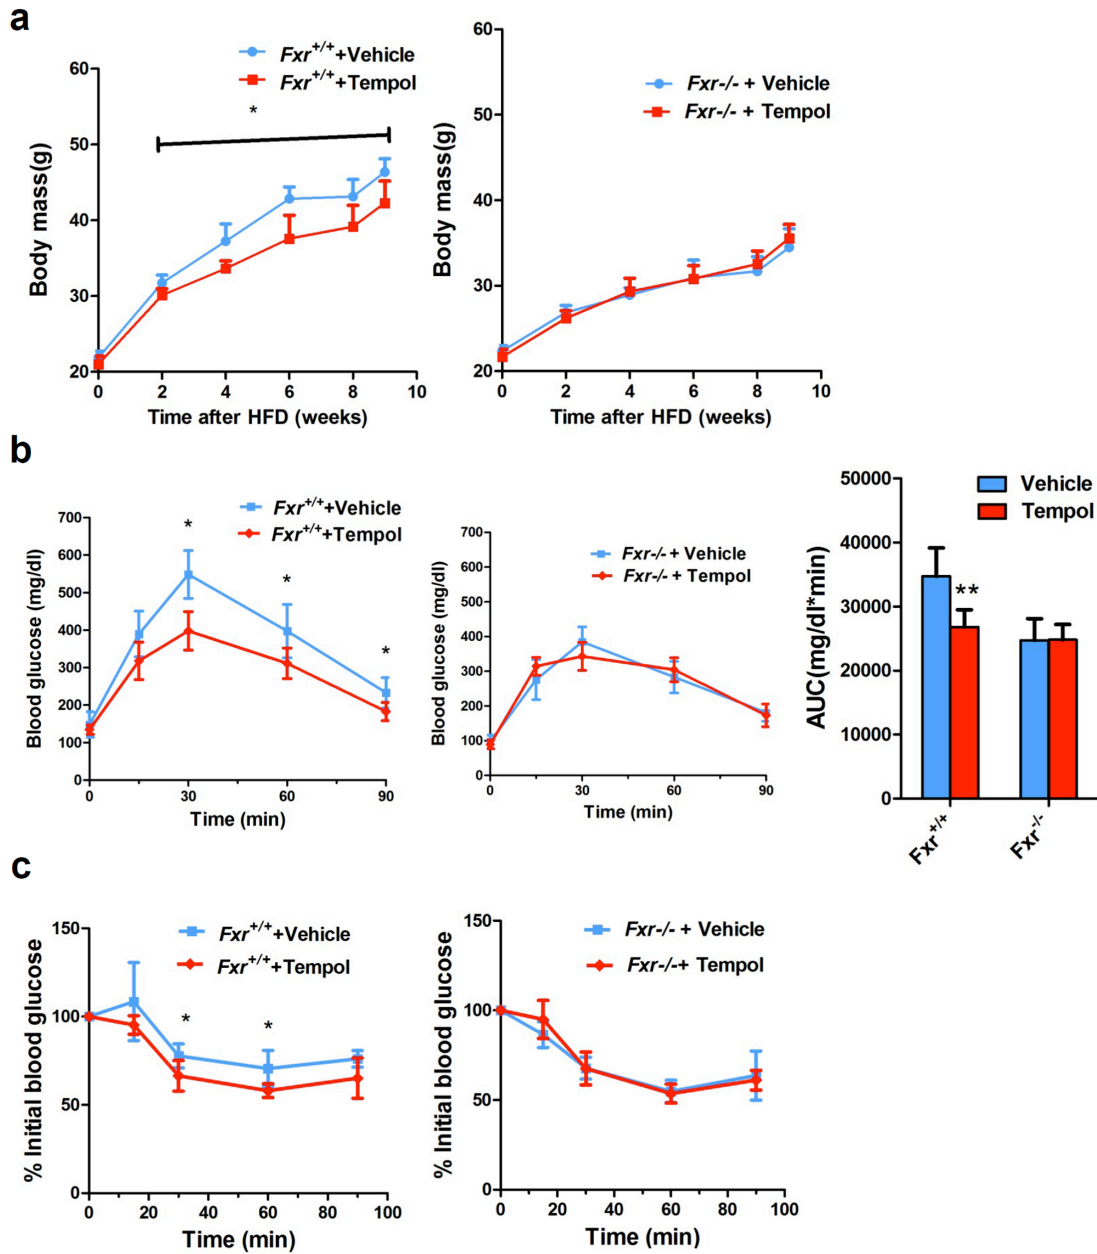 a
Fxr+/++Vehicle
Fxr+/++Tempol
*
Body mass(g)
60
50
40
30
20
0 2 4 6 8 10
Time after HFD (weeks)
Fxr-/- + Vehicle
Fxr-/- + Tempol
Body mass(g)
60
50
40
30
20
0 2 4 6 8 10
Time after HFD (weeks)
b
Fxr+/++Vehicle
Fxr+/++Tempol
* * *
Blood glucose (mg/dl)
700
600
500
400
300
200
100
0
0 30 60 90
Time (min)
Fxr-/- + Vehicle
Fxr-/- + Tempol
Blood glucose (mg/dl)
700
600
500
400
300
200
100
0
0 30 60 90
Time (min)
Vehicle
Tempol
**
AUC(mg/dl*min)
50000
40000
30000
20000
10000
0
Fxr+/+
Fxr-/-
c
Fxr+/++Vehicle
Fxr+/++Tempol
* *
% Initial blood glucose
150
100
50
0
0 20 40 60 80 100
Time (min)
Fxr-/- + Vehicle
Fxr-/-+ Tempol
% Initial blood glucose
150
100
50
0
0 20 40 60 80 100
Time (min)